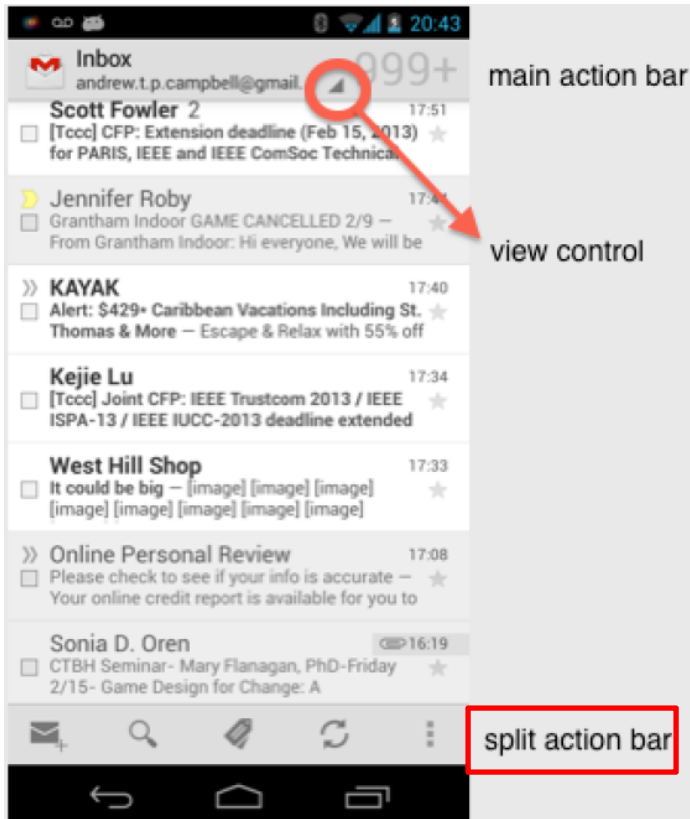 20:43
Inbox
andrew.t.p.campbell@gmail.
999+
main action bar
Scott Fowler 2
17:51
[Tccc] CFP: Extension deadline (Feb 15, 2013)
for PARIS, IEEE and IEEE ComSoc Technical
Jennifer Roby
Grantham Indoor GAME CANCELLED 2/9 –
From Grantham Indoor: Hi everyone, We will be
view control
KAYAK
17:40
Alert: $429+ Caribbean Vacations Including St.
Thomas & More – Escape & Relax with 55% off
Kejie Lu
17:34
[Tccc] Joint CFP: IEEE Trustcom 2013 / IEEE
ISPA-13 / IEEE IUCC-2013 deadline extended
West Hill Shop
17:33
It could be big – [image] [image] [image]
[image] [image] [image] [image] [image]
Online Personal Review
17:08
Please check to see if your info is accurate –
Your online credit report is available for you to
Sonia D. Oren
16:19
CTBH Seminar- Mary Flanagan, PhD-Friday
2/15- Game Design for Change: A
split action bar